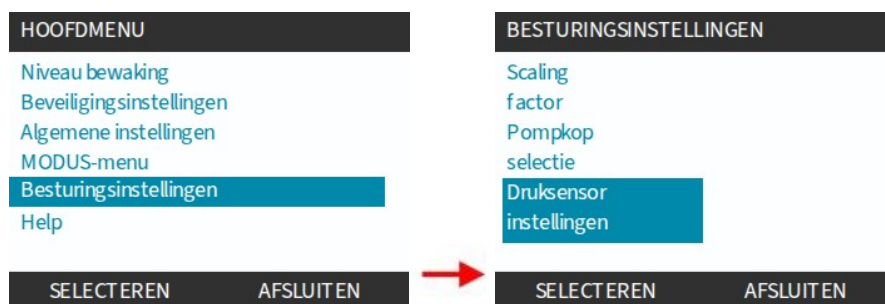 HOOFDMENU
Niveau bewaking
Beveiligingsinstellingen
Algemene instellingen
MODUS-menu
Besturingsinstellingen
Help
SELECTEREN AFSLUITEN
BESTURINGSINSTELLINGEN
Scaling
factor
Pompkop
selectie
Druksensor
instellingen
SELECTEREN AFSLUITEN